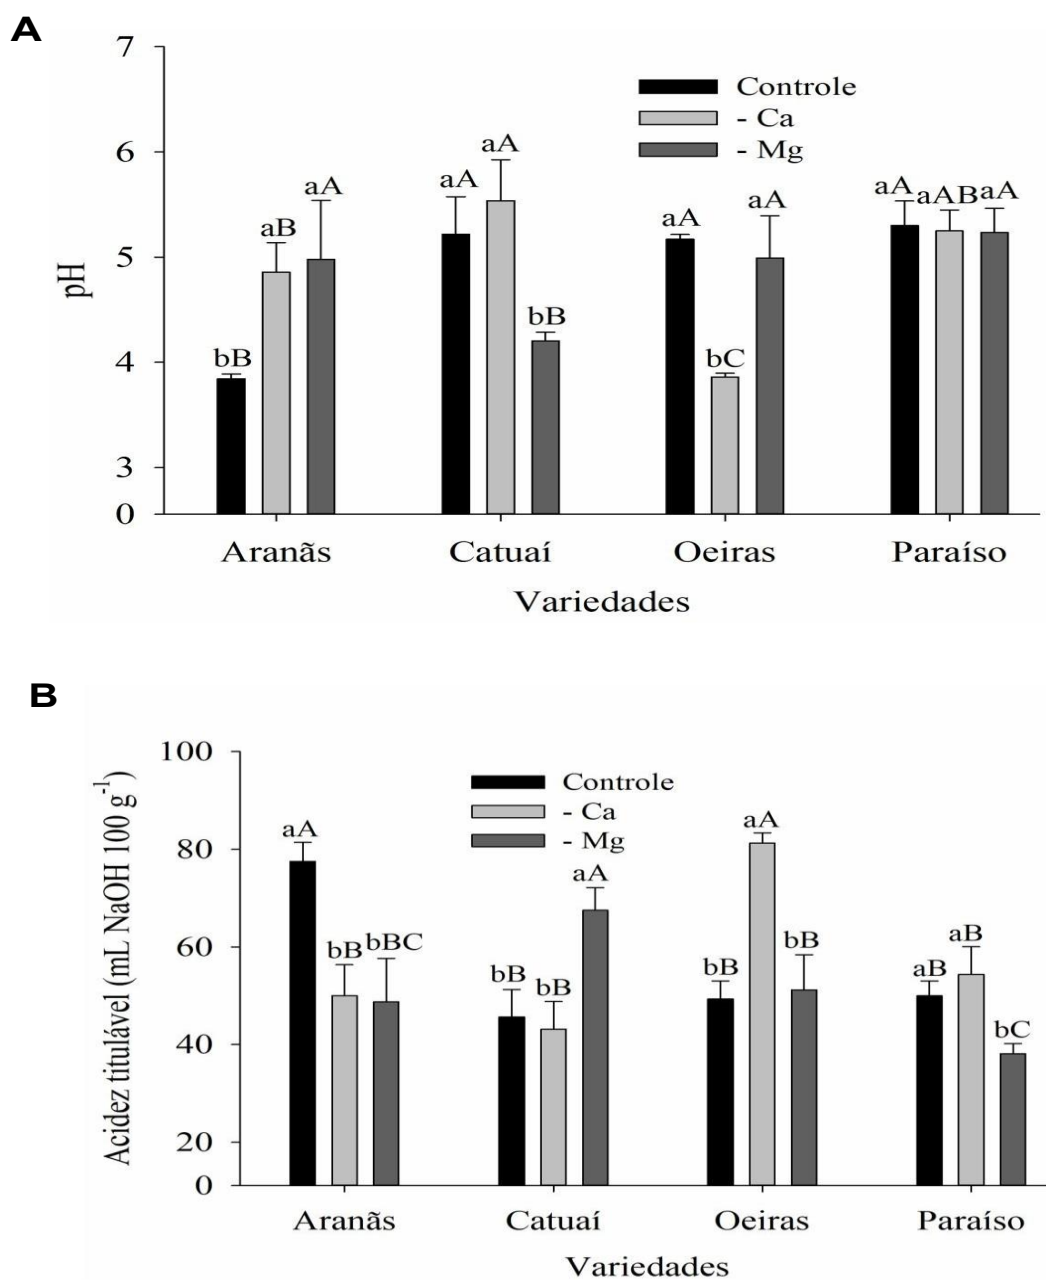 A
7
Controle
- Ca
- Mg
6
aA
aA
aA
aA
aA
aAB
aA
aA
aB
5
pH
bB
bB
bC
4
3
0
Aranãs
Catuaí
Oeiras
Paraíso
Variedades
B
100
Controle
- Ca
- Mg
aA
aA
80
aA
Acidez titulável (mL NaOH 100 g⁻¹)
bB
bBC
60
bB
bB
bB
bB
aB
aB
40
bC
20
0
Aranãs
Catuaí
Oeiras
Paraíso
Variedades